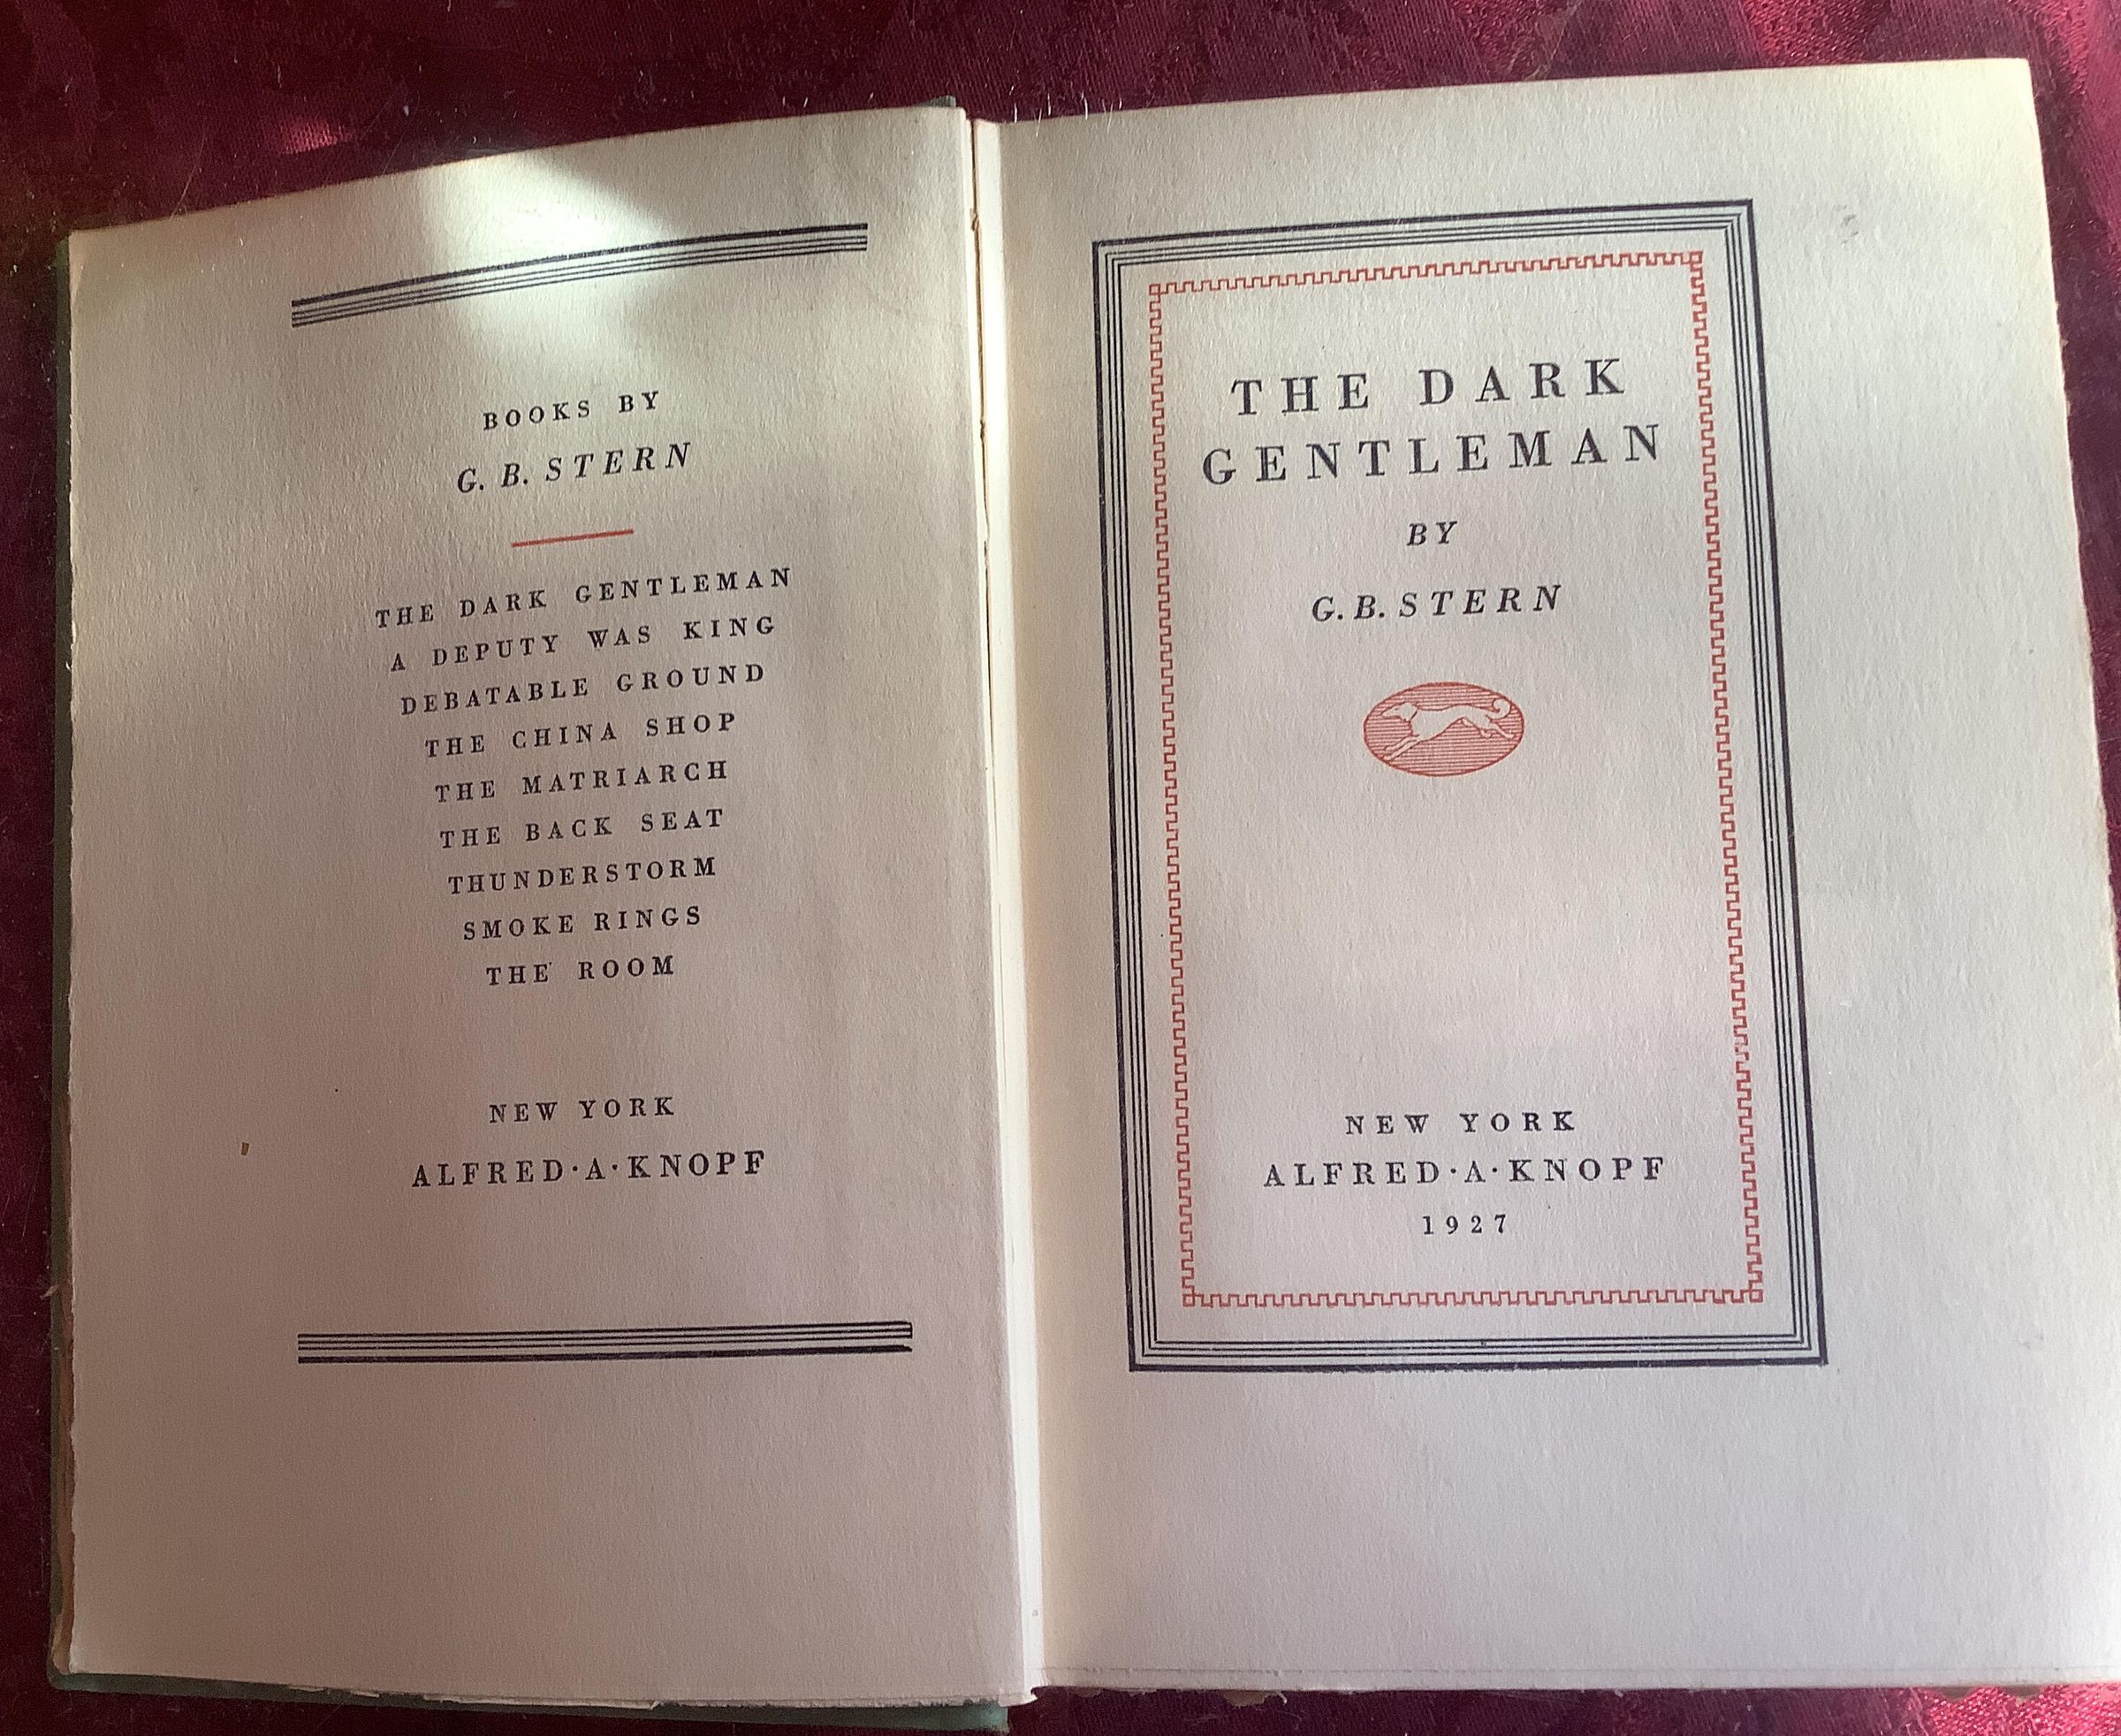 BOOKS BY
G. B. STERN
THE DARK GENTLEMAN
A DEPUTY WAS KING
DEBATABLE GROUND
THE CHINA SHOP
THE MATRIARCH
THE BACK SEAT
THUNDERSTORM
SMOKE RINGS
THE ROOM
NEW YORK
ALFRED·A·KNOPF
THE DARK
GENTLEMAN
BY
G. B. STERN
NEW YORK
ALFRED·A·KNOPF
1927